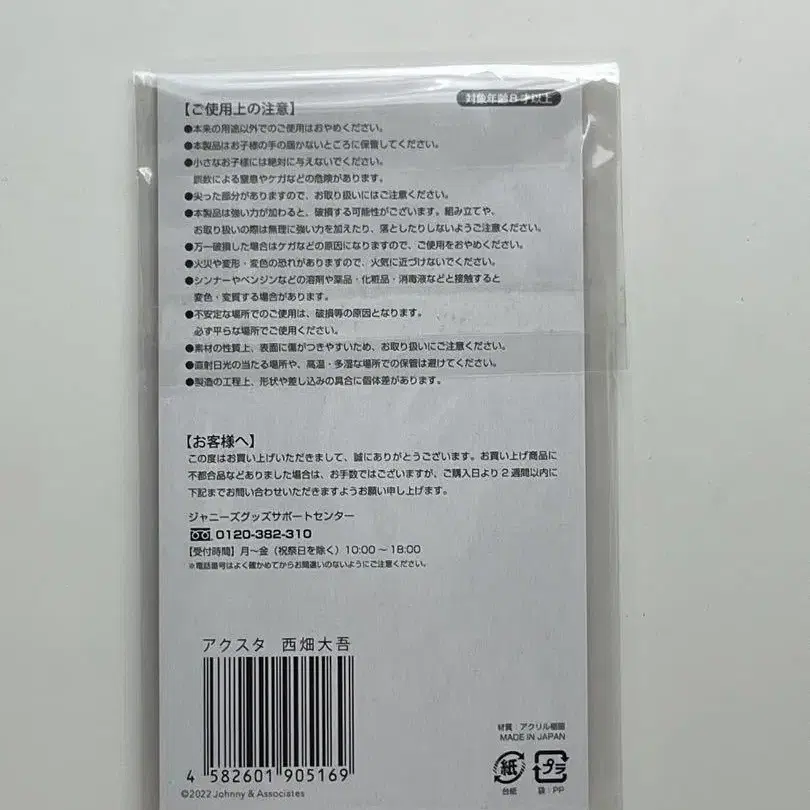 対象年齢8才以上
【ご使用上の注意】
●本来の用途以外でのご使用はおやめください。
●本製品はお子様の手の届かないところに保管してください。
●小さなお子様には絶対に与えないでください。
誤飲による窒息やケガなどの危険があります。
●尖った部分がありますので、お取り扱いにはご注意ください。
●本製品は強い力が加わると、破損する可能性がございます。組み立てや、
お取り扱いの際は無理に強い力を加えたり、落としたりしないようご注意ください。
●万一破損した場合はケガなどの原因になりますので、ご使用をおやめください。
●火災や変形・変色の恐れがありますので、火気に近づけないでください。
●シンナーやベンジンなどの溶剤や薬品・化粧品・消毒液などと接触すると
変色・変質する場合があります。
●不安定な場所でのご使用は、破損等の原因となります。
必ず平らな場所でご使用ください。
●素材の性質上、表面に傷がつきやすいため、お取り扱いにご注意ください。
●直射日光の当たる場所や、高温・多湿な場所での保管は避けてください。
●製造の工程上、形状や差し込みの具合に個体差があります。
【お客様へ】
この度はお買い上げいただきまして、誠にありがとうございます。お買い上げ商品に
不都合品などありました場合は、お手数ではございますが、ご購入日より2週間以内に
下記までお問い合わせいただきますようお願い申し上げます。
ジャニーズグッズサポートセンター
0120-382-310
【受付時間】月~金（祝祭日を除く）10:00~18:00
※電話番号はよく確かめてからお間違いのないようにご注意ください。
アクスタ 西畑大吾
4 582601 905169
©2022 Johnny & Associates
材質：アクリル樹脂
MADE IN JAPAN
紙 プラ
台紙 袋：PP